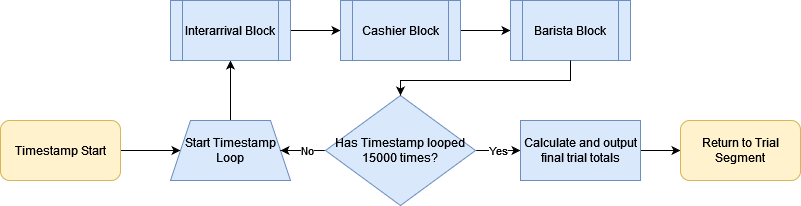 Interarrival Block
Cashier Block
Barista Block
Timestamp Start
Start Timestamp
Loop
No
Has Timestamp looped
15000 times?
Yes
Calculate and output
final trial totals
Return to Trial
Segment